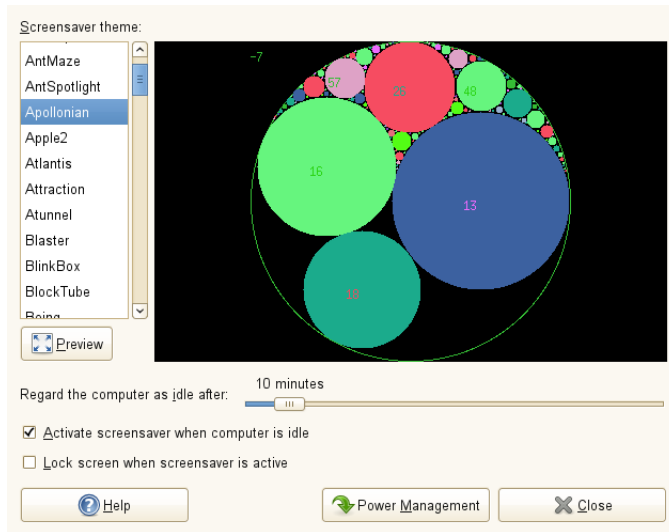 Screensaver theme:
AntMaze
AntSpotlight
Apollonian
Apple2
Atlantis
Attraction
Atunnel
Blaster
BlinkBox
BlockTube
-7
57
26
48
16
13
18
Preview
Regard the computer as idle after:
10 minutes
Activate screensaver when computer is idle
Lock screen when screensaver is active
Help
Power Management
Close